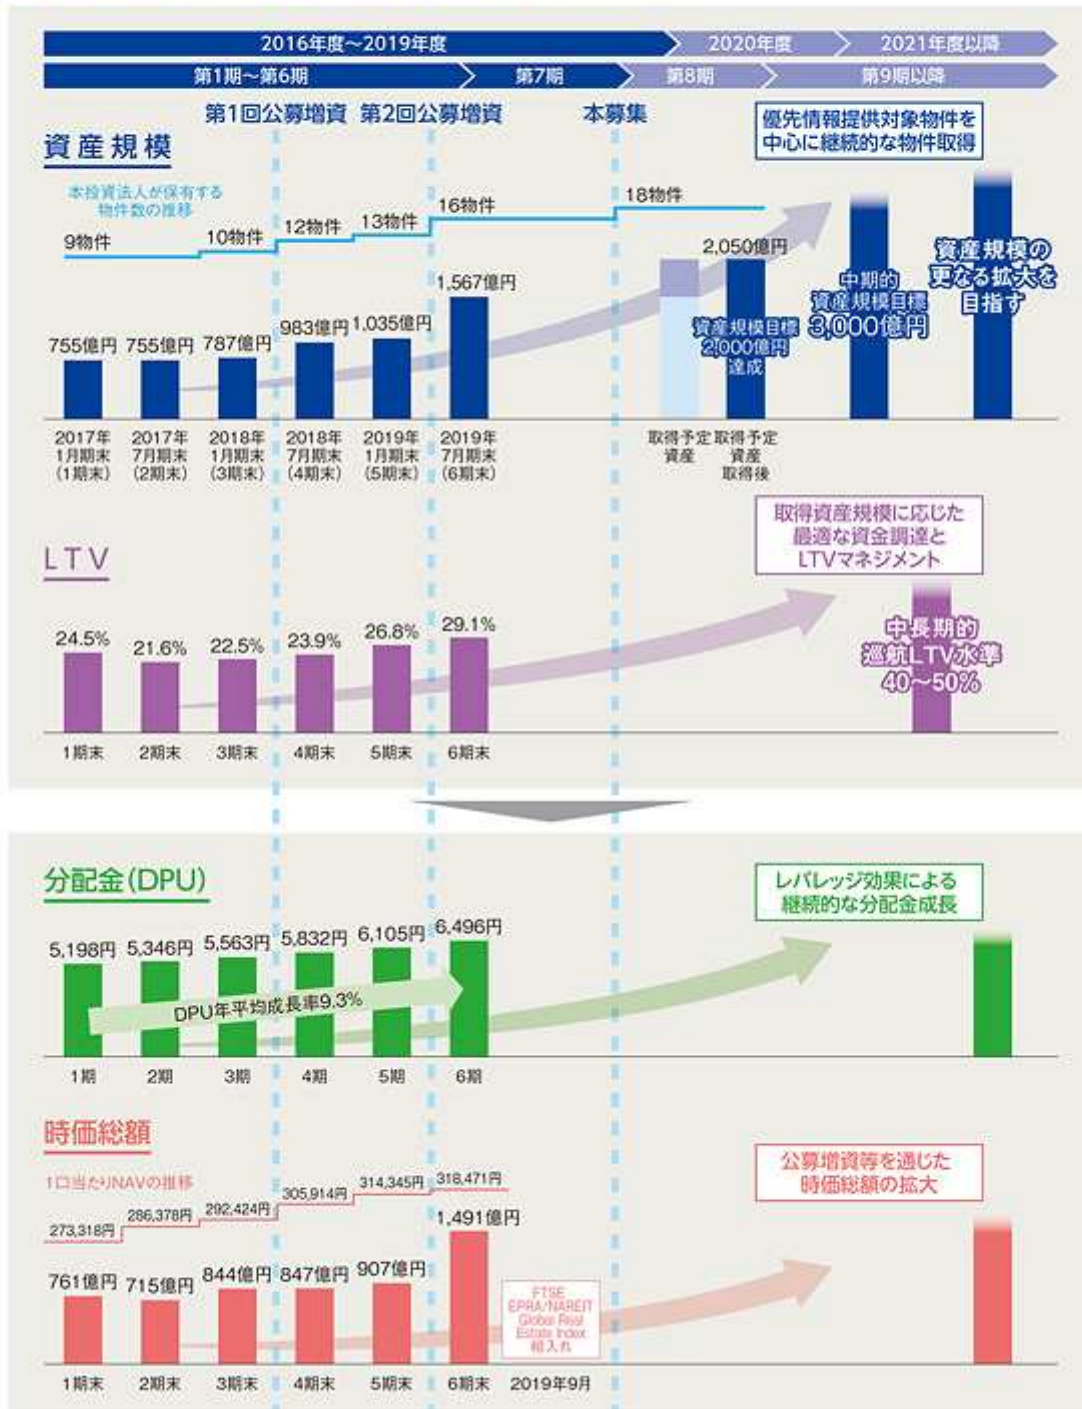 2016年度～2019年度
2020年度
2021年度以降
第1期～第6期
第7期
第8期
第9期以降
第1回公募増資
第2回公募増資
本募集
優先情報提供対象物件を
中心に継続的な物件取得
資産規模
本投資法人が保有する
物件数の推移
9物件
10物件
12物件
13物件
16物件
18物件
755億円
755億円
787億円
983億円
1,035億円
1,567億円
2,050億円
資産規模目標
2,000億円
達成
中期的
資産規模目標
3,000億円
資産規模の
更なる拡大を
目指す
2017年
1月期末
(1期末)
2017年
7月期末
(2期末)
2018年
1月期末
(3期末)
2018年
7月期末
(4期末)
2019年
1月期末
(5期末)
2019年
7月期末
(6期末)
取得予定
資産
取得予定
資産
取得後
LTV
取得資産規模に応じた
最適な資金調達と
LTVマネジメント
24.5%
21.6%
22.5%
23.9%
26.8%
29.1%
中長期的
巡航LTV水準
40～50%
1期末
2期末
3期末
4期末
5期末
6期末
分配金(DPU)
レバレッジ効果による
継続的な分配金成長
5,198円
5,346円
5,563円
5,832円
6,105円
6,496円
DPU年平均成長率9.3%
1期
2期
3期
4期
5期
6期
時価総額
公募増資等を通じた
時価総額の拡大
1口当たりNAVの推移
273,318円
286,378円
292,424円
305,914円
314,345円
318,471円
761億円
715億円
844億円
847億円
907億円
1,491億円
FTSE
EPRA/NAREIT
Global Real
Estate Index
組入れ
1期末
2期末
3期末
4期末
5期末
6期末
2019年9月